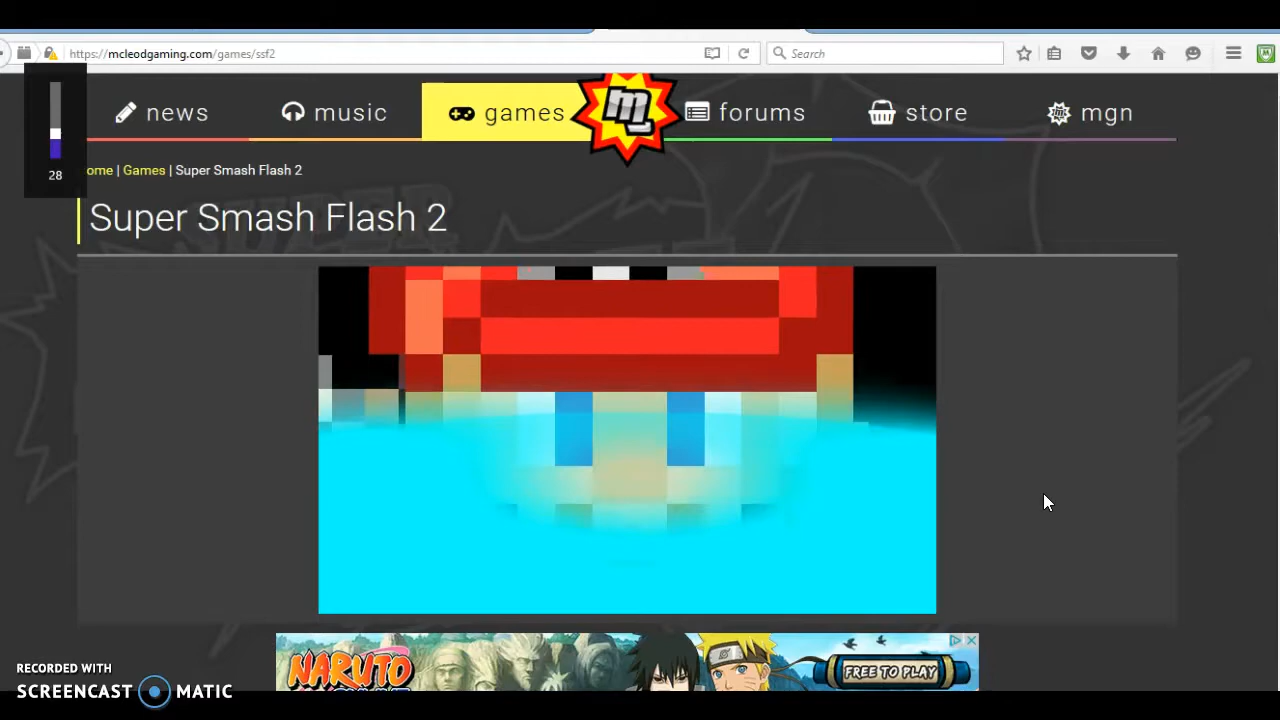 https://mcleodgaming.com/games/ssf2
Search
news
music
games
m
forums
store
mgn
28
ome | Games | Super Smash Flash 2
Super Smash Flash 2
NARUTO
FREE TO PLAY
RECORDED WITH
SCREENCAST MATIC